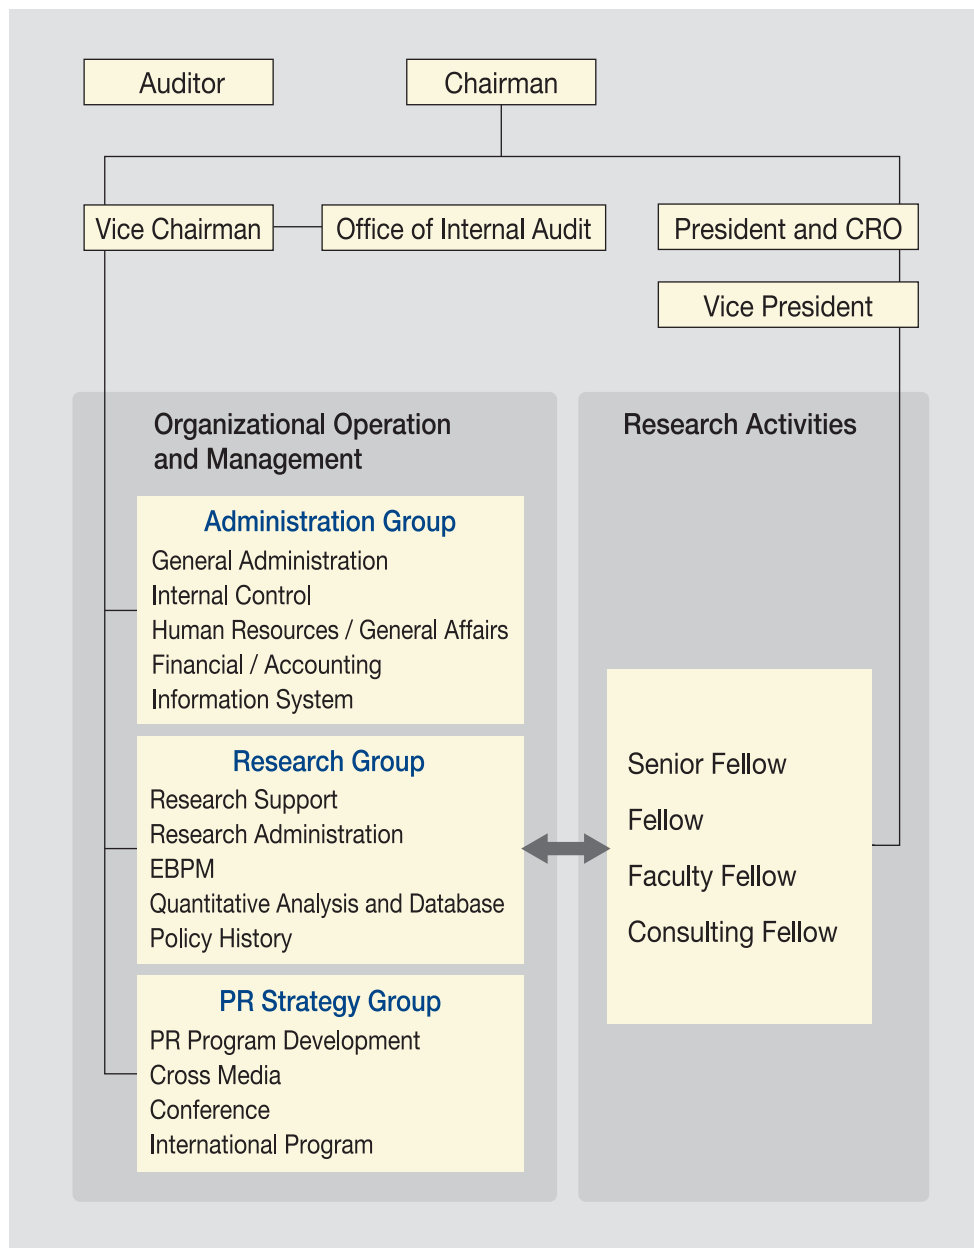 Auditor
Chairman
Vice Chairman
Office of Internal Audit
President and CRO
Vice President
Organizational Operation
and Management
Administration Group
General Administration
Internal Control
Human Resources / General Affairs
Financial / Accounting
Information System
Research Group
Research Support
Research Administration
EBPM
Quantitative Analysis and Database
Policy History
PR Strategy Group
PR Program Development
Cross Media
Conference
International Program
Research Activities
Senior Fellow
Fellow
Faculty Fellow
Consulting Fellow